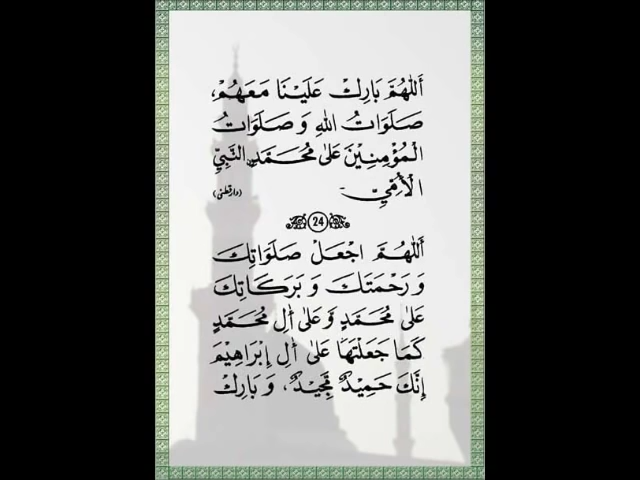 أَللّٰهُمَّ بَارِكْ عَلَيْنَا مَعَهُمْ،
صَلَوَاتُ اللهِ وَ صَلَوَاتُ
الْمُؤْمِنِيْنَ عَلٰى مُحَمَّدِنِ النَّبِيِّ
الْأُمِّيِّ۔ (دارقطنی)
24
أَللّٰهُمَّ اجْعَلْ صَلَوَاتِكَ
وَ رَحْمَتَكَ وَ بَرَكَاتِكَ
عَلٰى مُحَمَّدٍ وَّ عَلٰى اٰلِ مُحَمَّدٍ
كَمَا جَعَلْتَهَا عَلٰى اٰلِ إِبْرَاهِيْمَ
إِنَّكَ حَمِيْدٌ مَّجِيْدٌ، وَ بَارِكْ